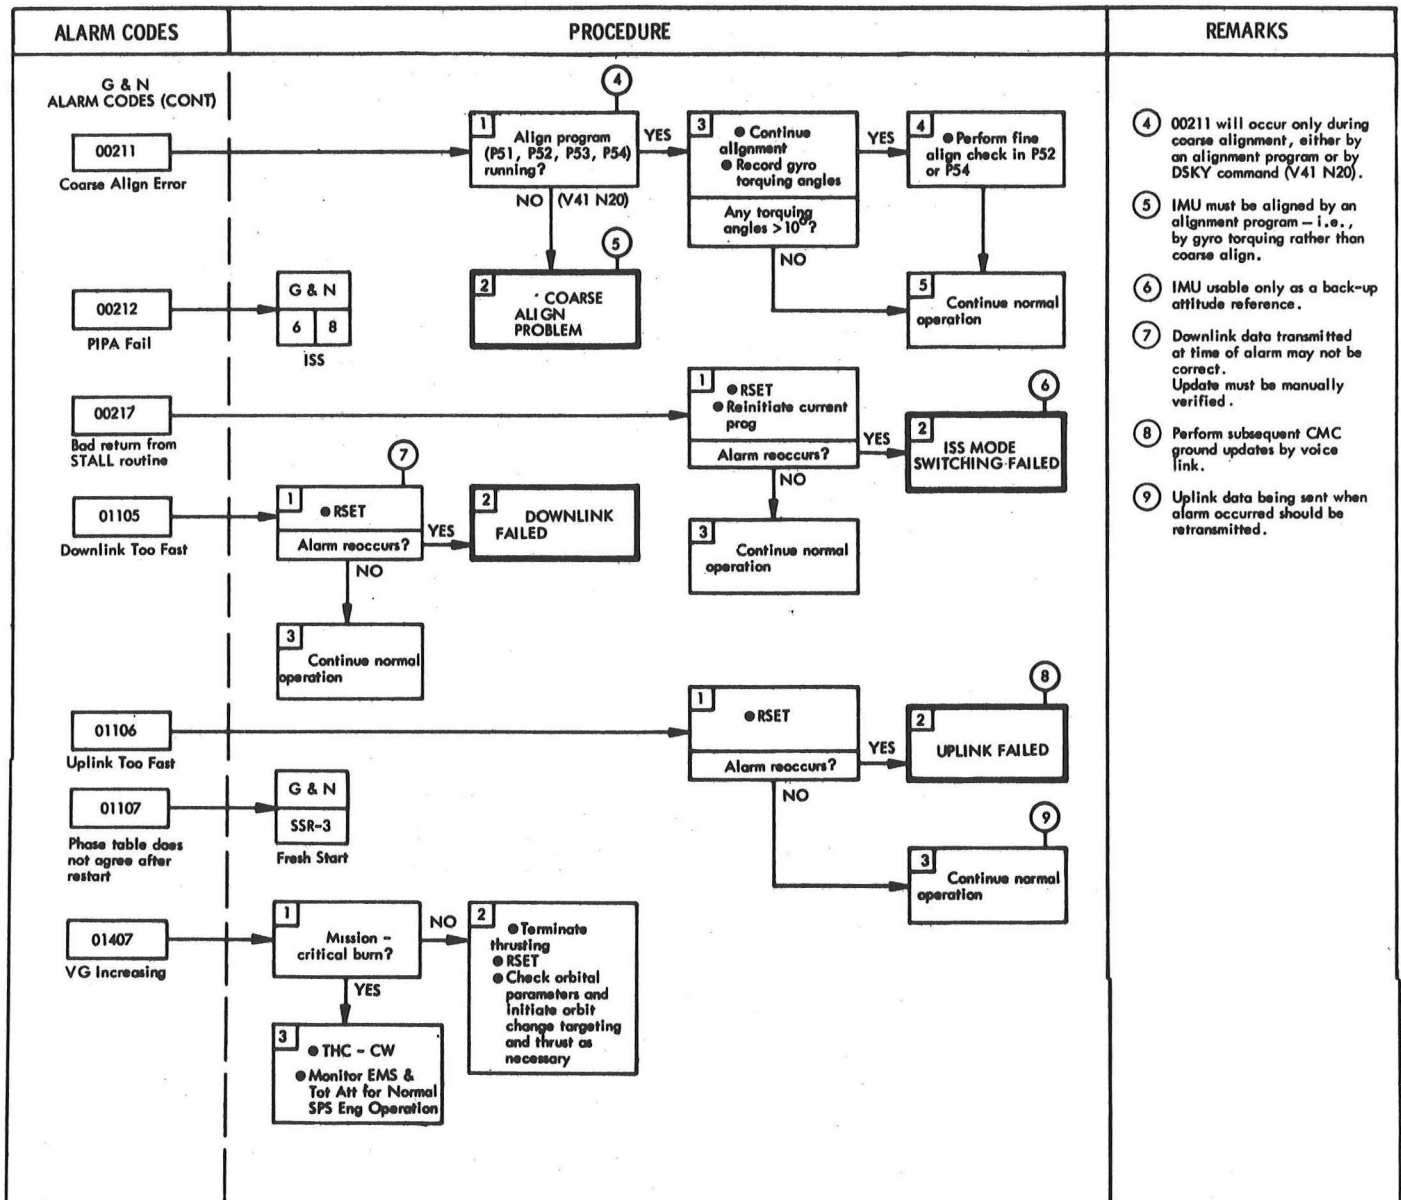 ALARM CODES
PROCEDURE
REMARKS
G & N
ALARM CODES (CONT)
00211
Coarse Align Error
1
Align program
(P51, P52, P53, P54)
running?
4
YES
NO (V41 N20)
3
● Continue
alignment
● Record gyro
torquing angles
Any torquing
angles >10°?
YES
NO
4
● Perform fine
align check in P52
or P54
5
2
COARSE
ALIGN
PROBLEM
5
Continue normal
operation
00212
PIPA Fail
G & N
6 8
ISS
00217
Bad return from
STALL routine
1
● RSET
● Reinitiate current
prog
Alarm reoccurs?
YES
NO
6
2
ISS MODE
SWITCHING FAILED
3
Continue normal
operation
01105
Downlink Too Fast
7
1
● RSET
Alarm reoccurs?
YES
NO
2
DOWNLINK
FAILED
3
Continue normal
operation
01106
Uplink Too Fast
1
● RSET
Alarm reoccurs?
YES
NO
8
2
UPLINK FAILED
9
3
Continue normal
operation
01107
Phase table does
not agree after
restart
G & N
SSR-3
Fresh Start
01407
VG Increasing
1
Mission -
critical burn?
NO
YES
2
● Terminate
thrusting
● RSET
● Check orbital
parameters and
initiate orbit
change targeting
and thrust as
necessary
3
● THC - CW
● Monitor EMS &
Tot Att for Normal
SPS Eng Operation
4 00211 will occur only during
coarse alignment, either by
an alignment program or by
DSKY command (V41 N20).
5 IMU must be aligned by an
alignment program – i.e.,
by gyro torquing rather than
coarse align.
6 IMU usable only as a back-up
attitude reference.
7 Downlink data transmitted
at time of alarm may not be
correct.
Update must be manually
verified.
8 Perform subsequent CMC
ground updates by voice
link.
9 Uplink data being sent when
alarm occurred should be
retransmitted.